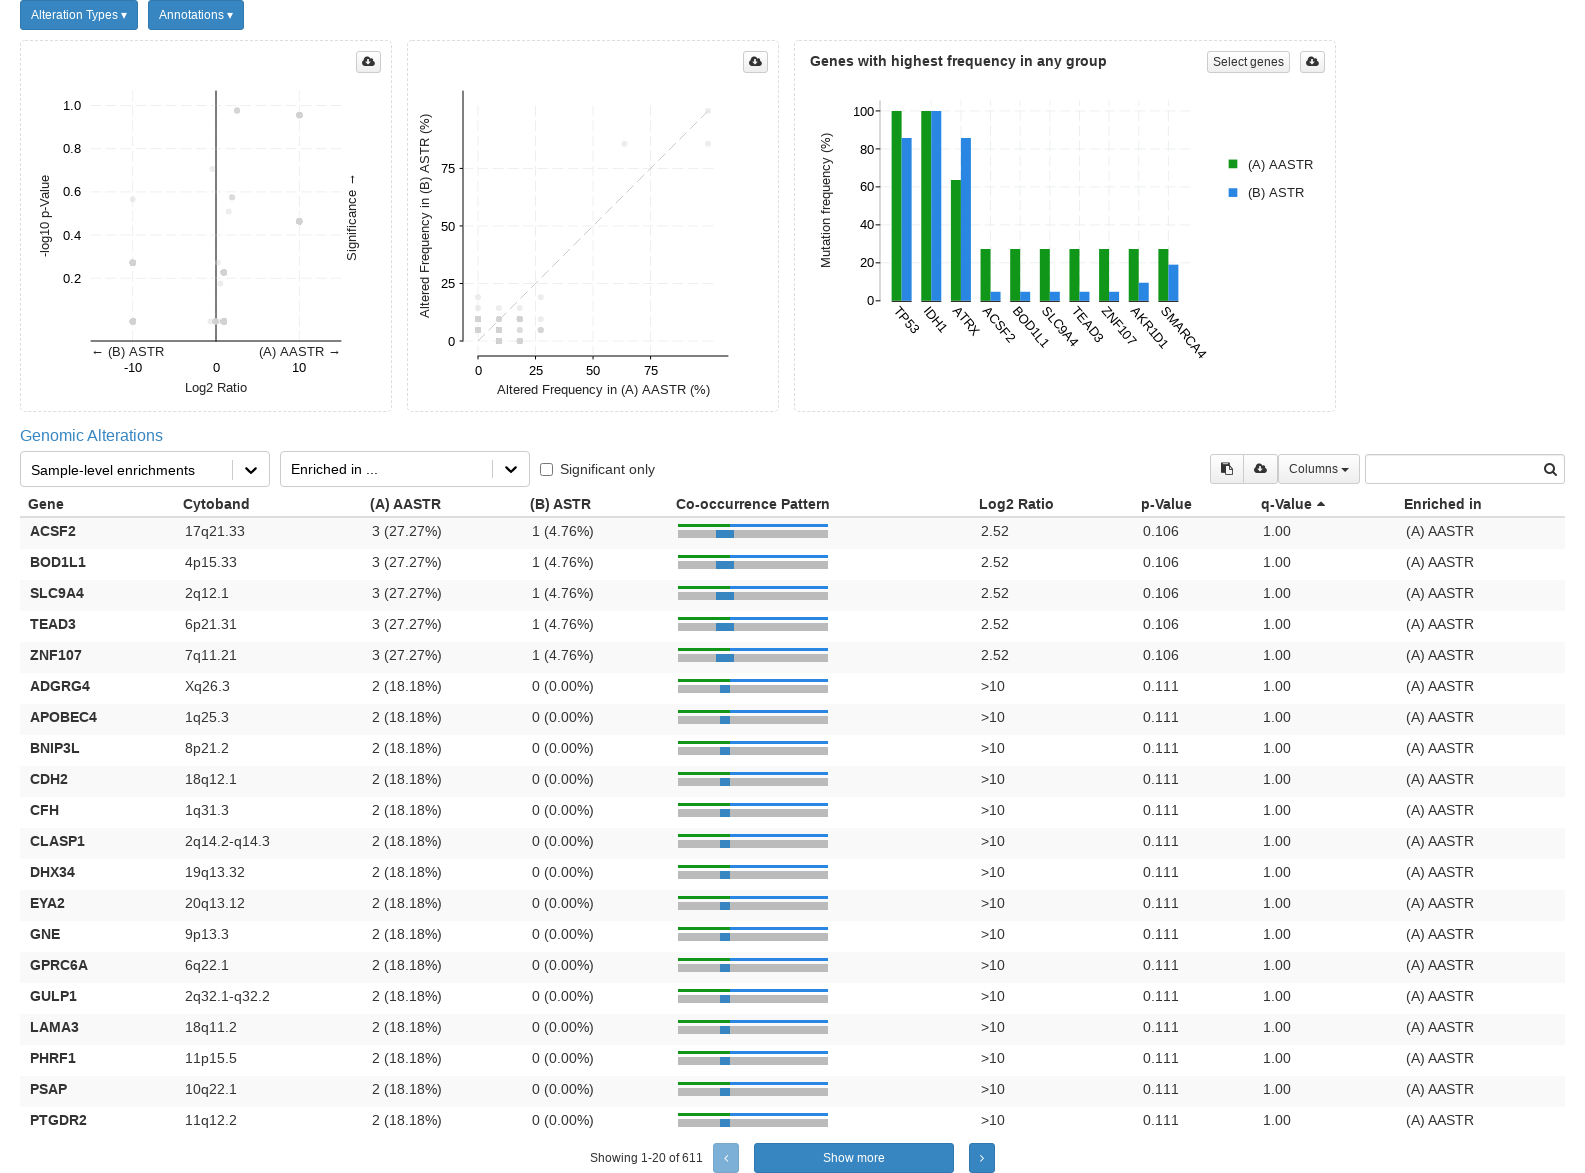 Alteration Types ▾ Annotations ▾
1.0
0.8
0.6
0.4
0.2
-log10 p-Value
Significance →
← (B) ASTR (A) AASTR →
-10 0 10
Log2 Ratio
Altered Frequency in (B) ASTR (%)
75
50
25
0
0 25 50 75
Altered Frequency in (A) AASTR (%)
Genes with highest frequency in any group Select genes
Mutation frequency (%)
100
80
60
40
20
0
TP53 IDH1 ATRX ACSF2 BOD1L1 SLC9A4 TEAD3 ZNF107 AKR1D1 SMARCA4
(A) AASTR
(B) ASTR
Genomic Alterations
Sample-level enrichments Enriched in ... Significant only Columns
Gene Cytoband (A) AASTR (B) ASTR Co-occurrence Pattern Log2 Ratio p-Value q-Value Enriched in
ACSF2 17q21.33 3 (27.27%) 1 (4.76%) 2.52 0.106 1.00 (A) AASTR
BOD1L1 4p15.33 3 (27.27%) 1 (4.76%) 2.52 0.106 1.00 (A) AASTR
SLC9A4 2q12.1 3 (27.27%) 1 (4.76%) 2.52 0.106 1.00 (A) AASTR
TEAD3 6p21.31 3 (27.27%) 1 (4.76%) 2.52 0.106 1.00 (A) AASTR
ZNF107 7q11.21 3 (27.27%) 1 (4.76%) 2.52 0.106 1.00 (A) AASTR
ADGRG4 Xq26.3 2 (18.18%) 0 (0.00%) >10 0.111 1.00 (A) AASTR
APOBEC4 1q25.3 2 (18.18%) 0 (0.00%) >10 0.111 1.00 (A) AASTR
BNIP3L 8p21.2 2 (18.18%) 0 (0.00%) >10 0.111 1.00 (A) AASTR
CDH2 18q12.1 2 (18.18%) 0 (0.00%) >10 0.111 1.00 (A) AASTR
CFH 1q31.3 2 (18.18%) 0 (0.00%) >10 0.111 1.00 (A) AASTR
CLASP1 2q14.2-q14.3 2 (18.18%) 0 (0.00%) >10 0.111 1.00 (A) AASTR
DHX34 19q13.32 2 (18.18%) 0 (0.00%) >10 0.111 1.00 (A) AASTR
EYA2 20q13.12 2 (18.18%) 0 (0.00%) >10 0.111 1.00 (A) AASTR
GNE 9p13.3 2 (18.18%) 0 (0.00%) >10 0.111 1.00 (A) AASTR
GPRC6A 6q22.1 2 (18.18%) 0 (0.00%) >10 0.111 1.00 (A) AASTR
GULP1 2q32.1-q32.2 2 (18.18%) 0 (0.00%) >10 0.111 1.00 (A) AASTR
LAMA3 18q11.2 2 (18.18%) 0 (0.00%) >10 0.111 1.00 (A) AASTR
PHRF1 11p15.5 2 (18.18%) 0 (0.00%) >10 0.111 1.00 (A) AASTR
PSAP 10q22.1 2 (18.18%) 0 (0.00%) >10 0.111 1.00 (A) AASTR
PTGDR2 11q12.2 2 (18.18%) 0 (0.00%) >10 0.111 1.00 (A) AASTR
Showing 1-20 of 611 ‹ Show more ›